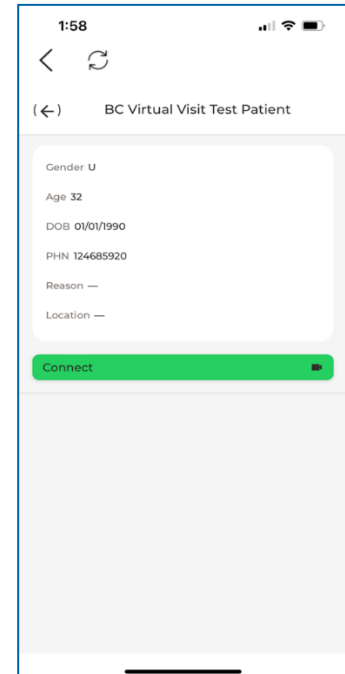 1:58
(←) BC Virtual Visit Test Patient
Gender U
Age 32
DOB 01/01/1990
PHN 124685920
Reason —
Location —
Connect